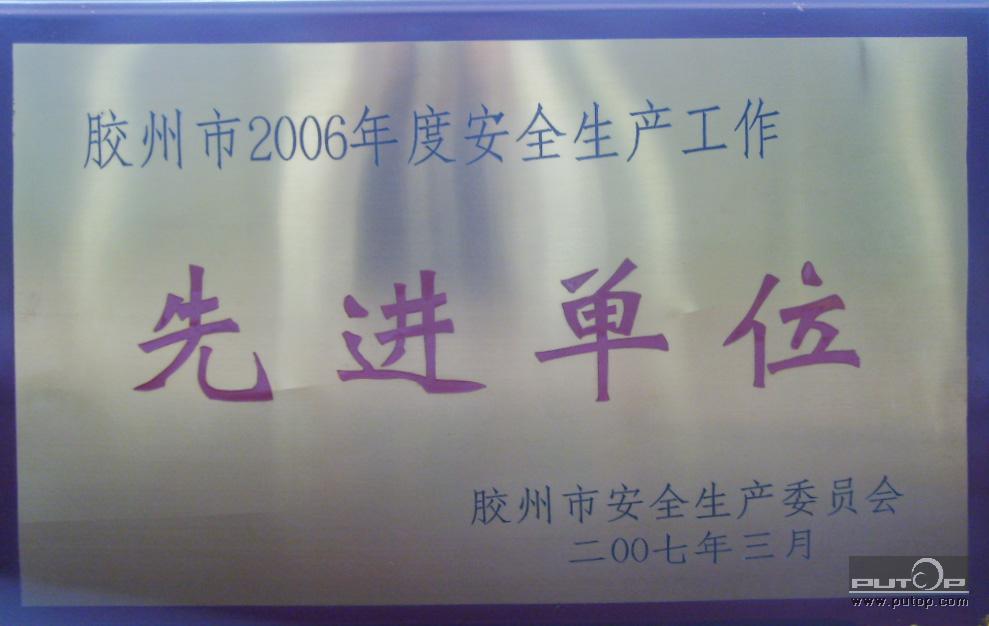 胶州市2006年度安全生产工作
先进单位
胶州市安全生产委员会
二00七年三月
PUTOP
www.putop.com